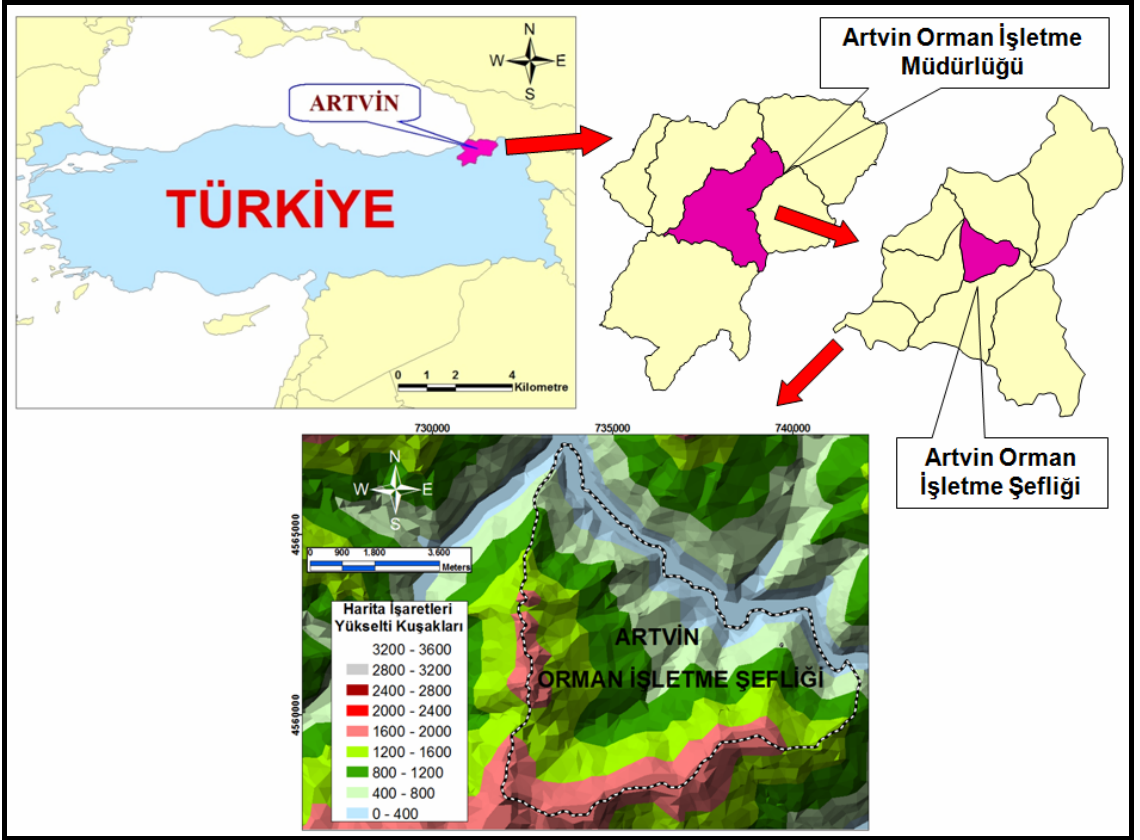 N
W E
S
ARTVİN
TÜRKİYE
0 1 2 4
Kilometre
Artvin Orman İşletme
Müdürlüğü
Artvin Orman
İşletme Şefliği
730000 735000 740000
4565000
4560000
N
W E
S
0 900 1.800 3.600
Meters
Harita İşaretleri
Yükselti Kuşakları
3200 - 3600
2800 - 3200
2400 - 2800
2000 - 2400
1600 - 2000
1200 - 1600
800 - 1200
400 - 800
0 - 400
ARTVİN
ORMAN İŞLETME ŞEFLİĞİ